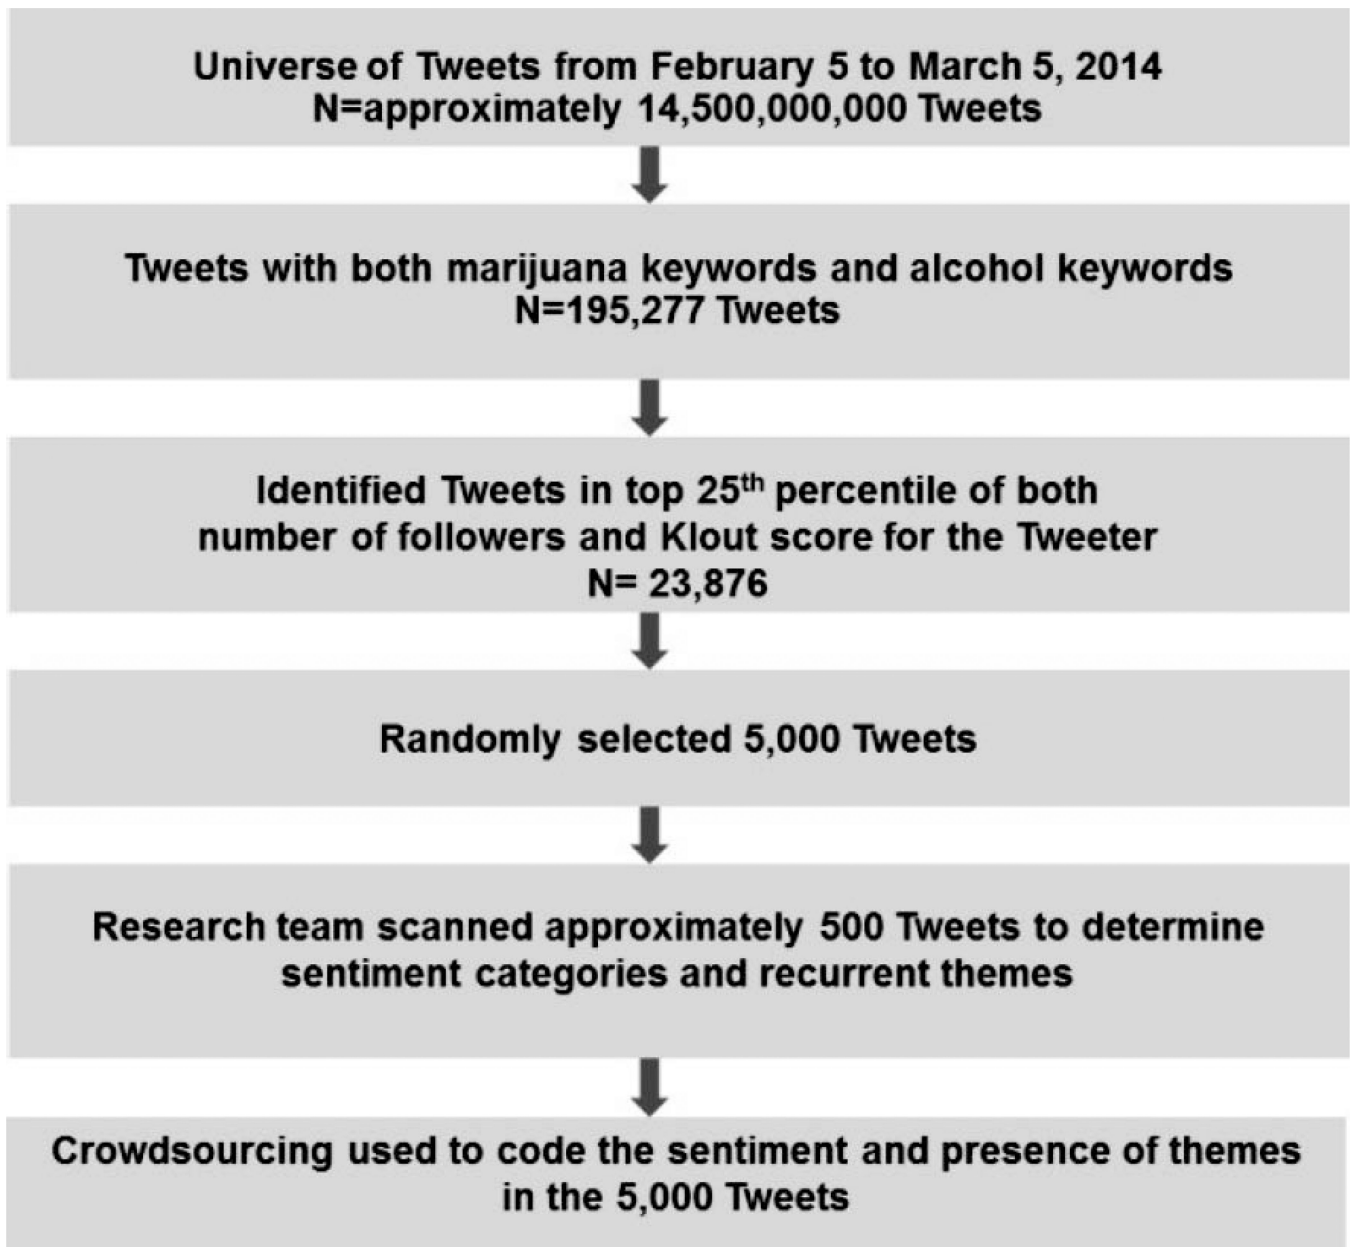 Universe of Tweets from February 5 to March 5, 2014
N=approximately 14,500,000,000 Tweets
Tweets with both marijuana keywords and alcohol keywords
N=195,277 Tweets
Identified Tweets in top 25th percentile of both
number of followers and Klout score for the Tweeter
N= 23,876
Randomly selected 5,000 Tweets
Research team scanned approximately 500 Tweets to determine
sentiment categories and recurrent themes
Crowdsourcing used to code the sentiment and presence of themes
in the 5,000 Tweets